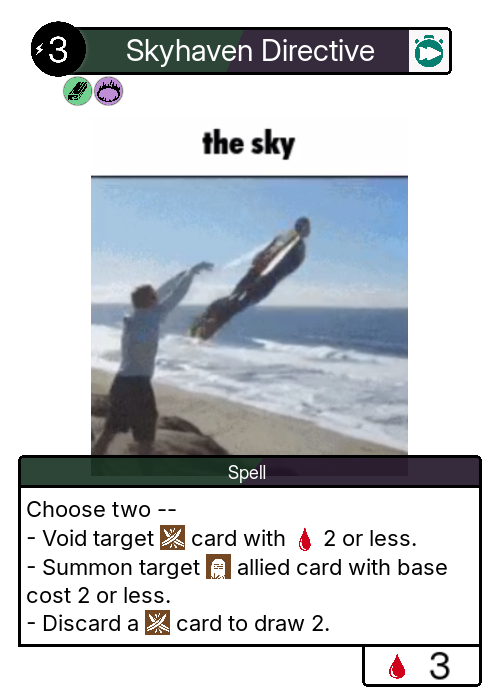 3
Skyhaven Directive
the sky
Spell
Choose two --
- Void target card with 2 or less.
- Summon target allied card with base
cost 2 or less.
- Discard a card to draw 2.
3